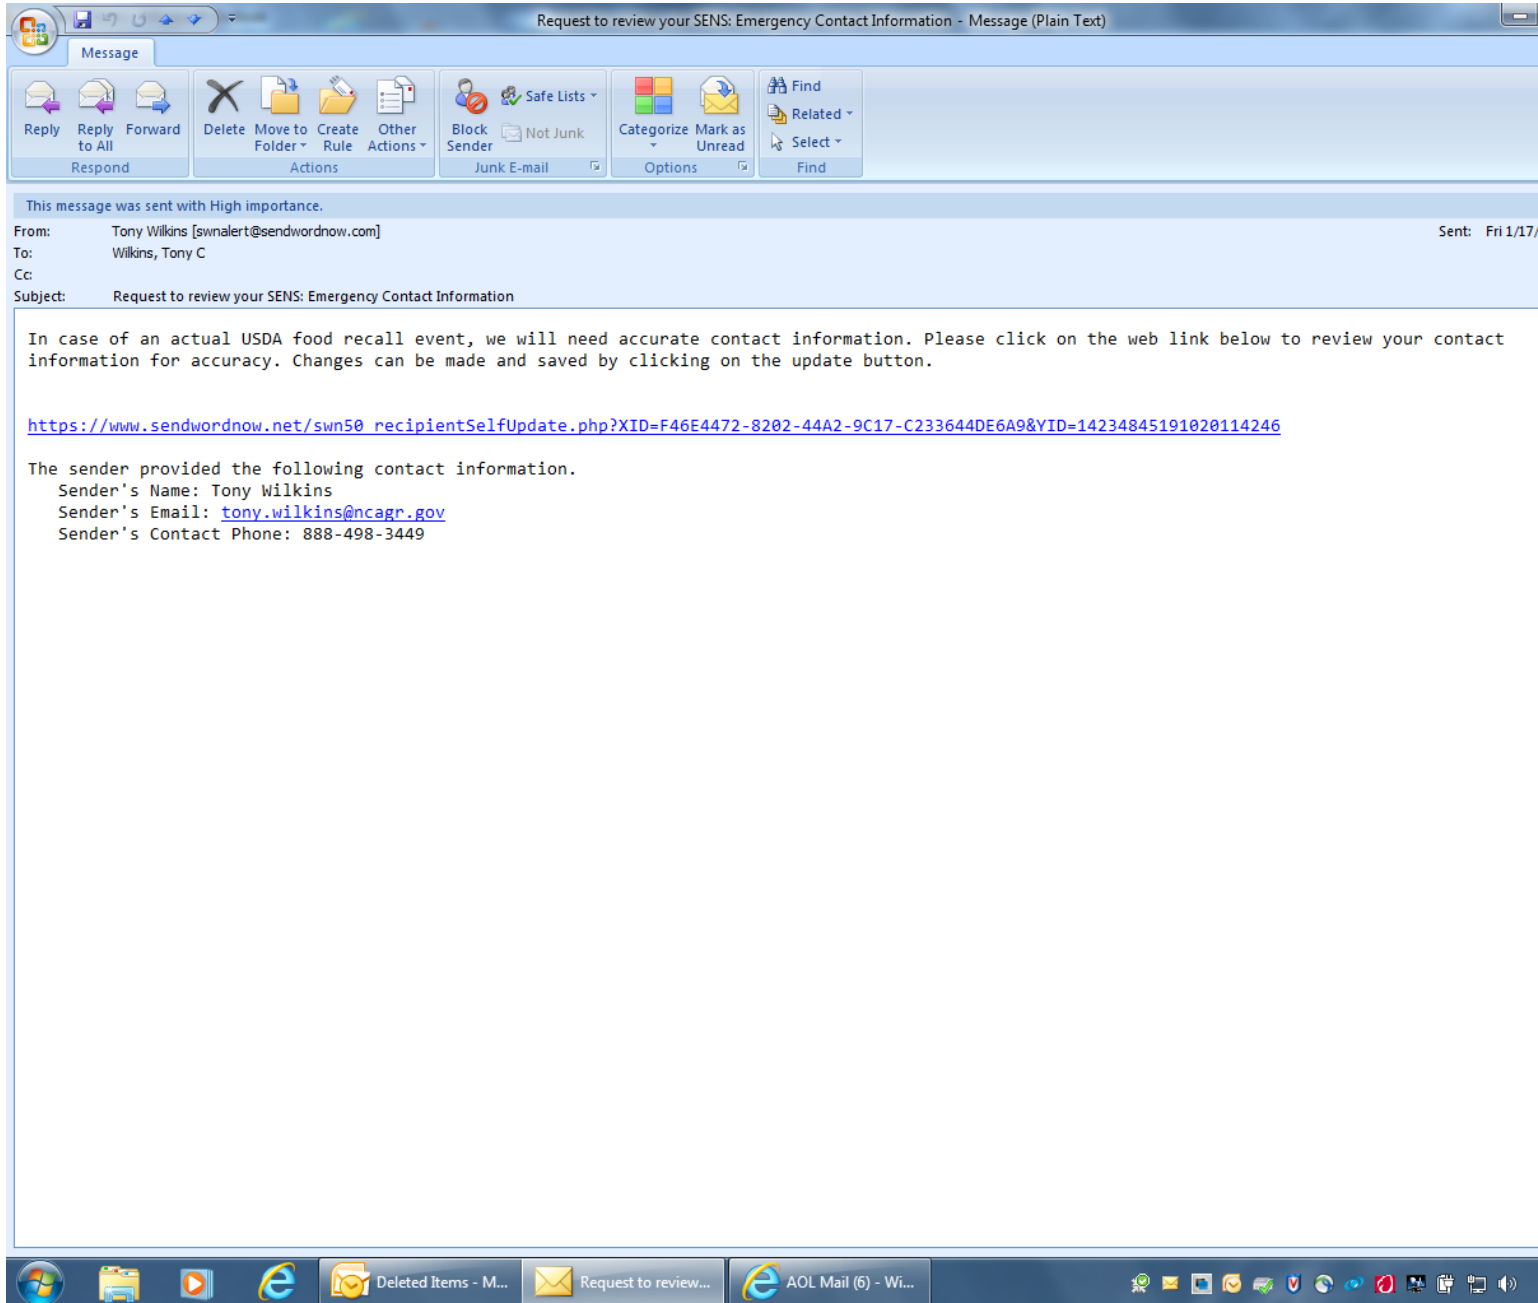 Request to review your SENS: Emergency Contact Information - Message (Plain Text)
Message
Reply
Reply to All
Forward
Respond
Delete
Move to Folder
Create Rule
Other Actions
Actions
Block Sender
Safe Lists
Not Junk
Junk E-mail
Categorize
Mark as Unread
Options
Find
Related
Select
Find
This message was sent with High importance.
From: Tony Wilkins [swnalert@sendwordnow.com] Sent: Fri 1/17/
To: Wilkins, Tony C
Cc:
Subject: Request to review your SENS: Emergency Contact Information
In case of an actual USDA food recall event, we will need accurate contact information. Please click on the web link below to review your contact
information for accuracy. Changes can be made and saved by clicking on the update button.
https://www.sendwordnow.net/swn50_recipientSelfUpdate.php?XID=F46E4472-8202-44A2-9C17-C233644DE6A9&YID=14234845191020114246
The sender provided the following contact information.
Sender's Name: Tony Wilkins
Sender's Email: tony.wilkins@ncagr.gov
Sender's Contact Phone: 888-498-3449
Deleted Items - M...
Request to review...
AOL Mail (6) - Wi...